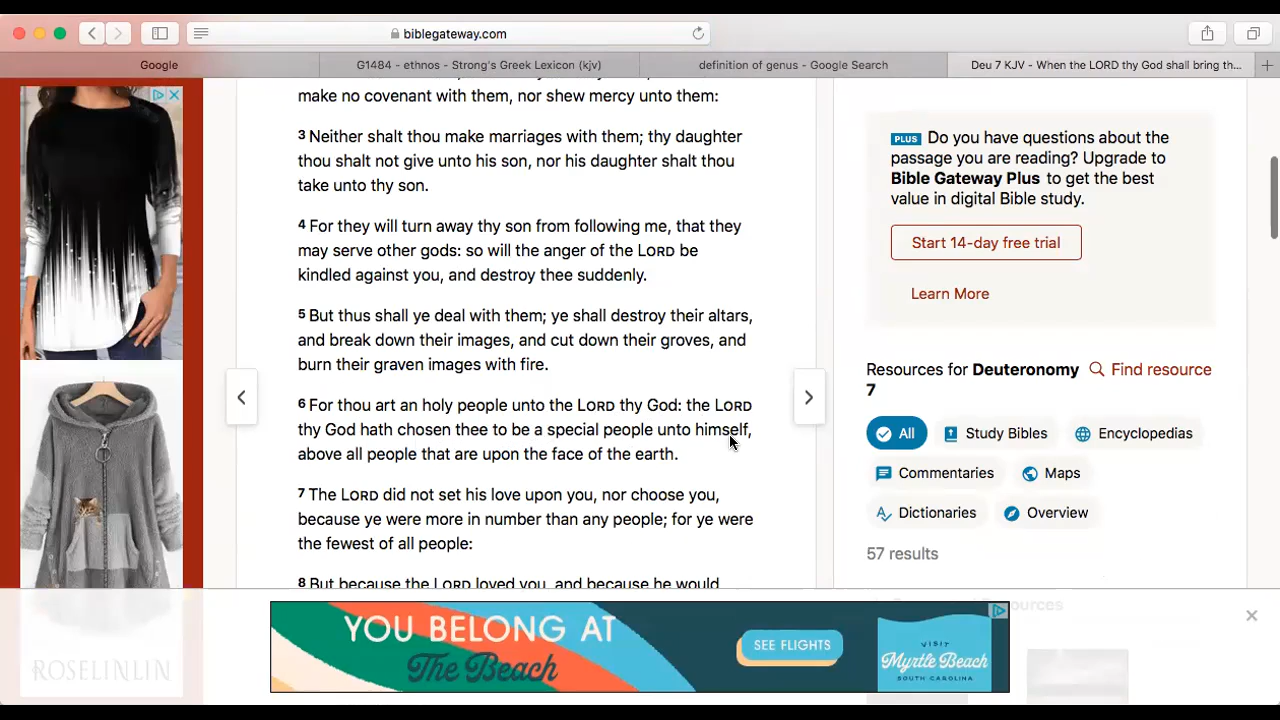 biblegateway.com
Google
G1484 - ethnos - Strong's Greek Lexicon (kjv)
definition of genus - Google Search
Deu 7 KJV - When the LORD thy God shall bring th...
make no covenant with them, nor shew mercy unto them:
3 Neither shalt thou make marriages with them; thy daughter
thou shalt not give unto his son, nor his daughter shalt thou
take unto thy son.
4 For they will turn away thy son from following me, that they
may serve other gods: so will the anger of the LORD be
kindled against you, and destroy thee suddenly.
5 But thus shall ye deal with them; ye shall destroy their altars,
and break down their images, and cut down their groves, and
burn their graven images with fire.
6 For thou art an holy people unto the LORD thy God: the LORD
thy God hath chosen thee to be a special people unto himself,
above all people that are upon the face of the earth.
7 The LORD did not set his love upon you, nor choose you,
because ye were more in number than any people; for ye were
the fewest of all people:
8 But because the LORD loved you, and because he would
PLUS Do you have questions about the
passage you are reading? Upgrade to
Bible Gateway Plus to get the best
value in digital Bible study.
Start 14-day free trial
Learn More
Resources for Deuteronomy
7
Find resource
All
Study Bibles
Encyclopedias
Commentaries
Maps
Dictionaries
Overview
57 results
ROSELINLIN
YOU BELONG AT
The Beach
SEE FLIGHTS
VISIT
Myrtle Beach
SOUTH CAROLINA